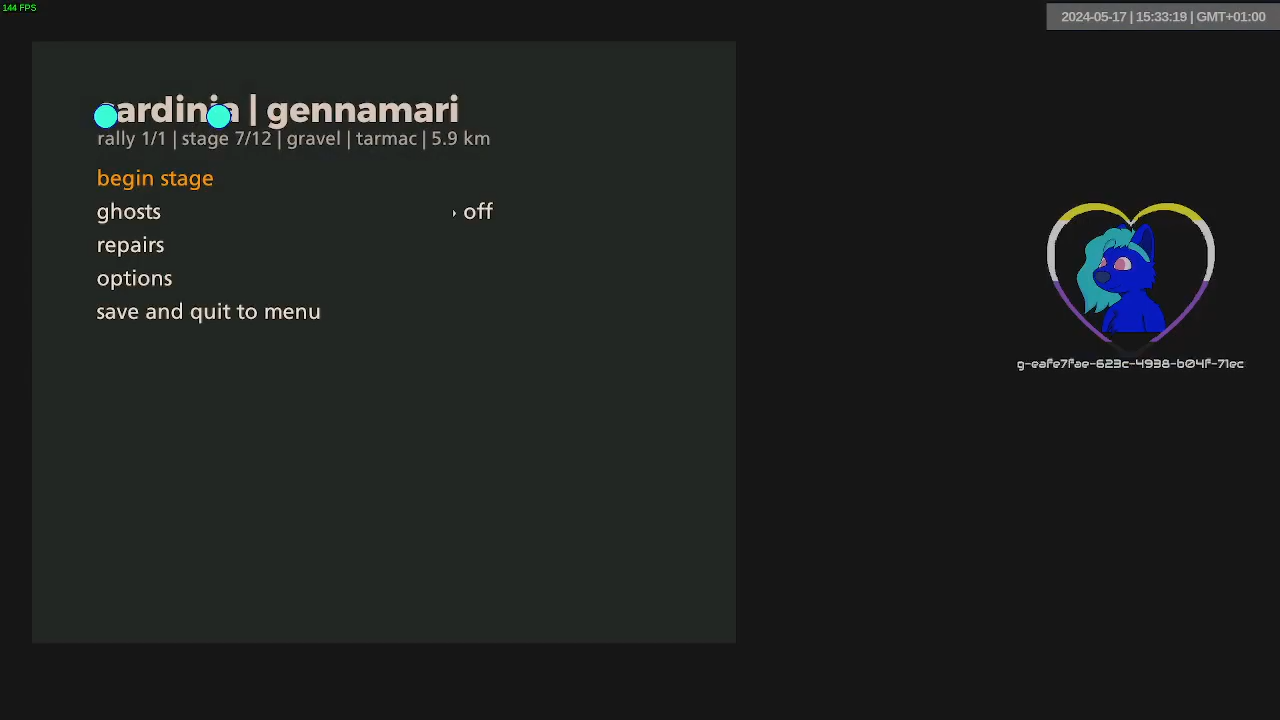 144 FPS
2024-05-17 | 15:33:19 | GMT+01:00
sardinia | gennamari
rally 1/1 | stage 7/12 | gravel | tarmac | 5.9 km
begin stage
ghosts off
repairs
options
save and quit to menu
g-eafe7fae-623c-4938-b04f-71ec